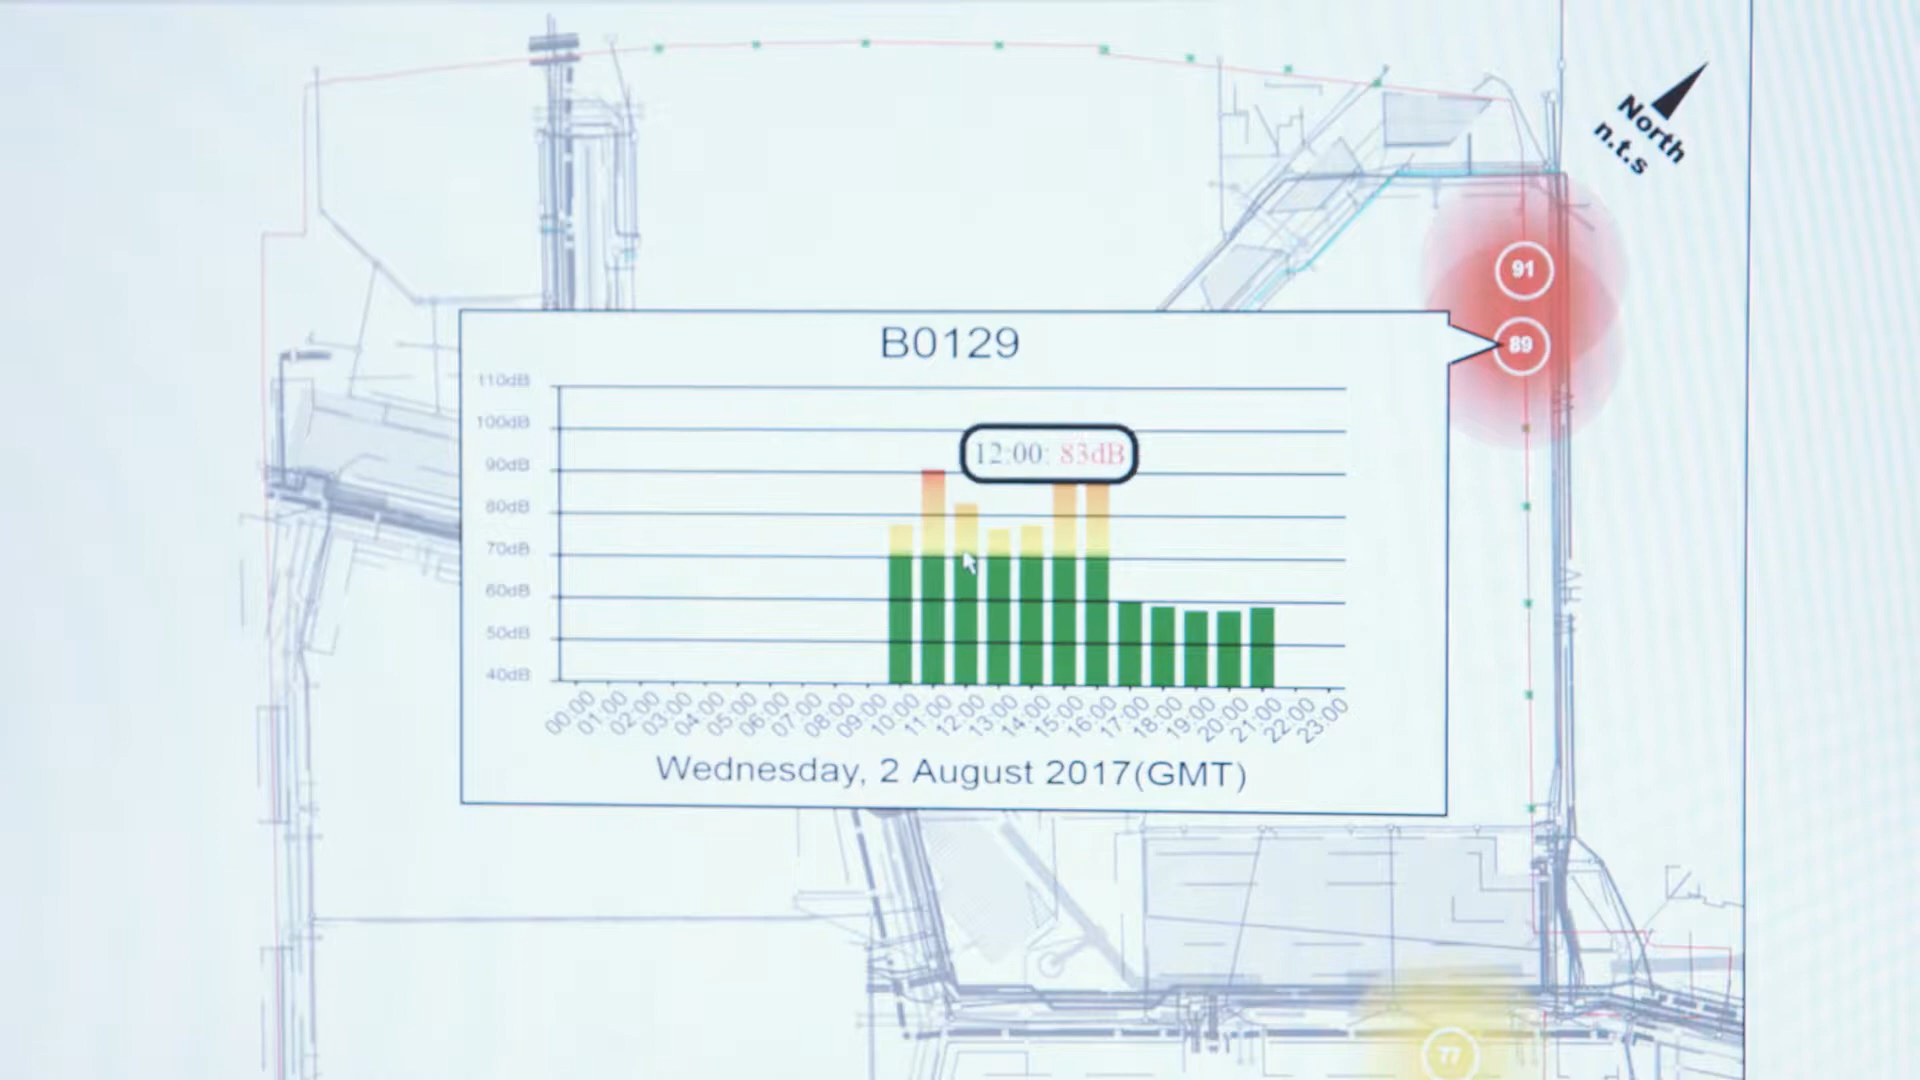 North
n.t.s
91
89
B0129
110dB
100dB
90dB
80dB
70dB
60dB
50dB
40dB
12:00: 83dB
00:00 01:00 02:00 03:00 04:00 05:00 06:00 07:00 08:00 09:00 10:00 11:00 12:00 13:00 14:00 15:00 16:00 17:00 18:00 19:00 20:00 21:00 22:00 23:00
Wednesday, 2 August 2017(GMT)
77